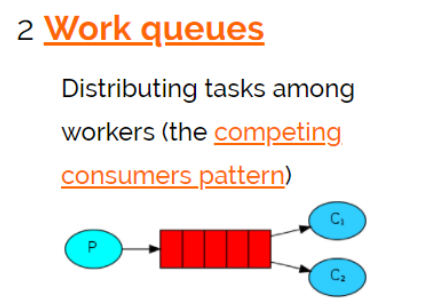 2 Work queues
Distributing tasks among
workers (the competing
consumers pattern)
P
C₁
C₂